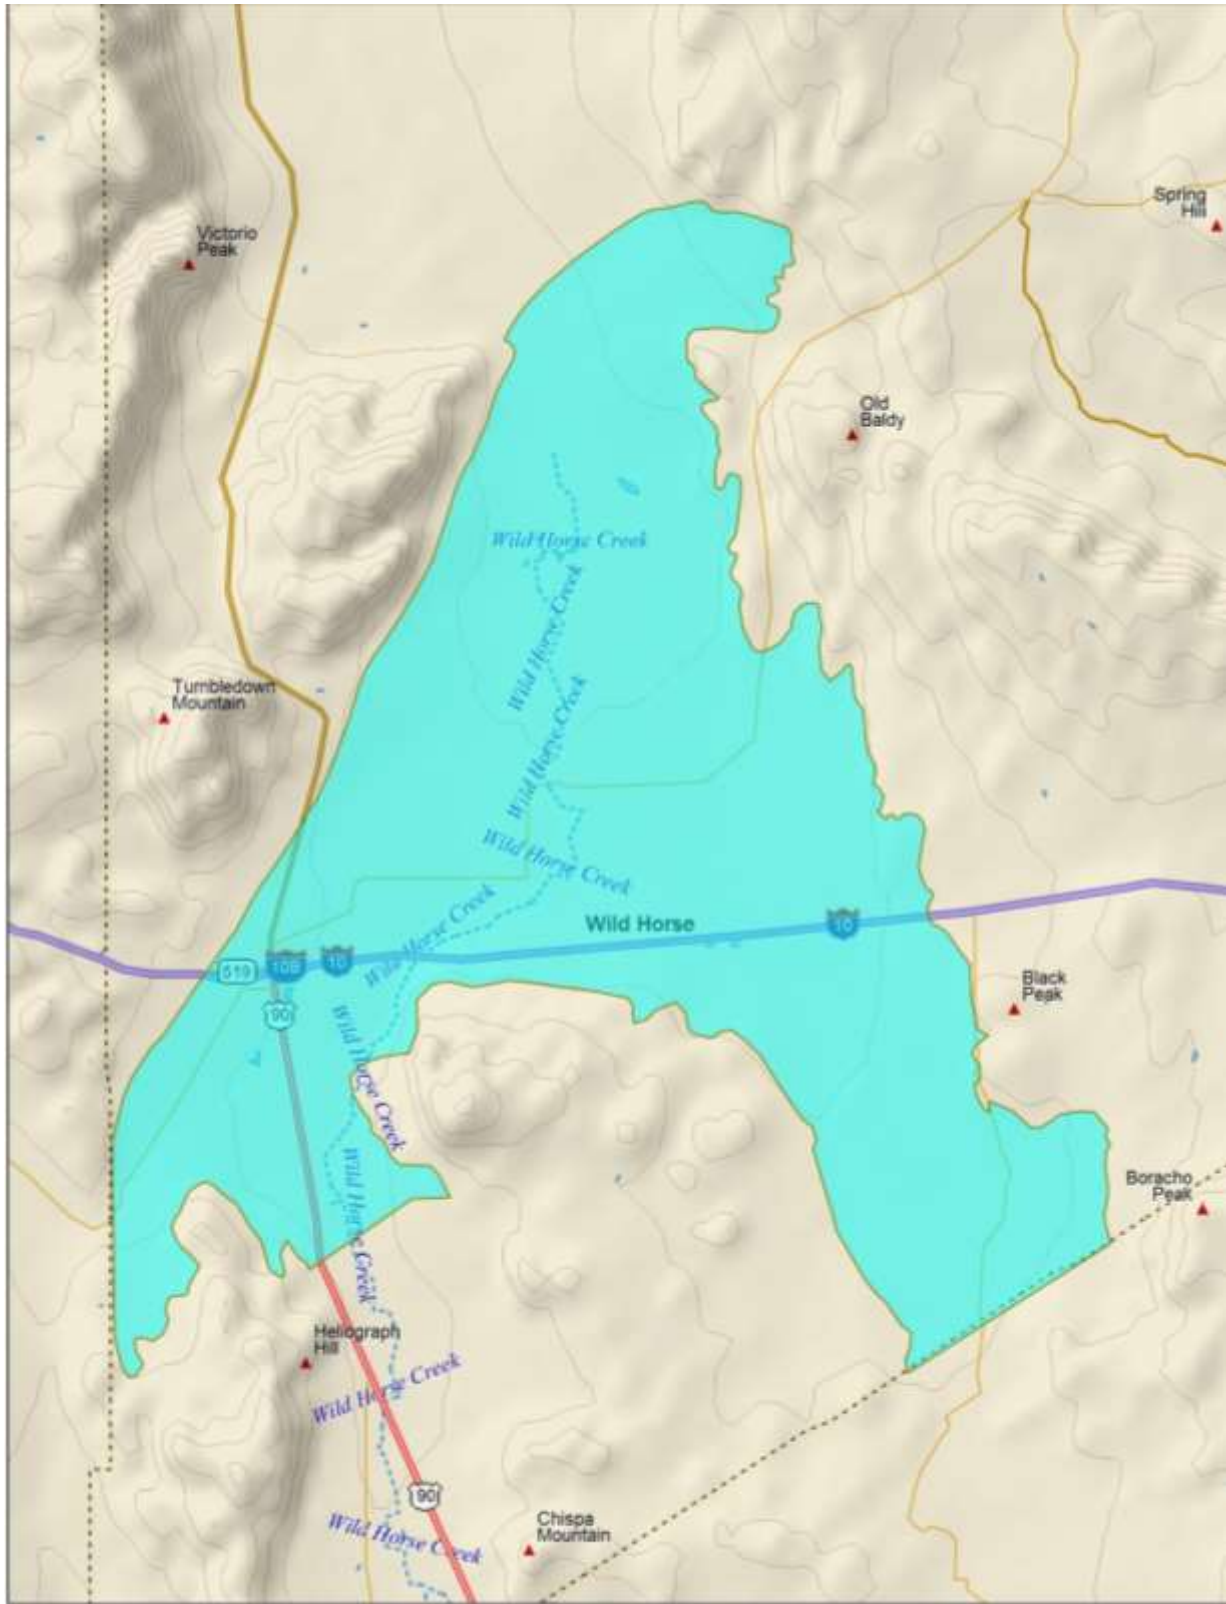 Spring
Hill
Victorio
Peak
Old
Baldy
Wild Horse Creek
Wild Horse Creek
Tumbledown
Mountain
Wild Horse Creek
Wild Horse Creek
Wild Horse Creek
Wild Horse
10
519
10B
10
Black
Peak
90
Wild Horse Creek
Wild Horse Creek
Boracho
Peak
Heliograph
Hill
Wild Horse Creek
90
Chispa
Mountain
Wild Horse Creek